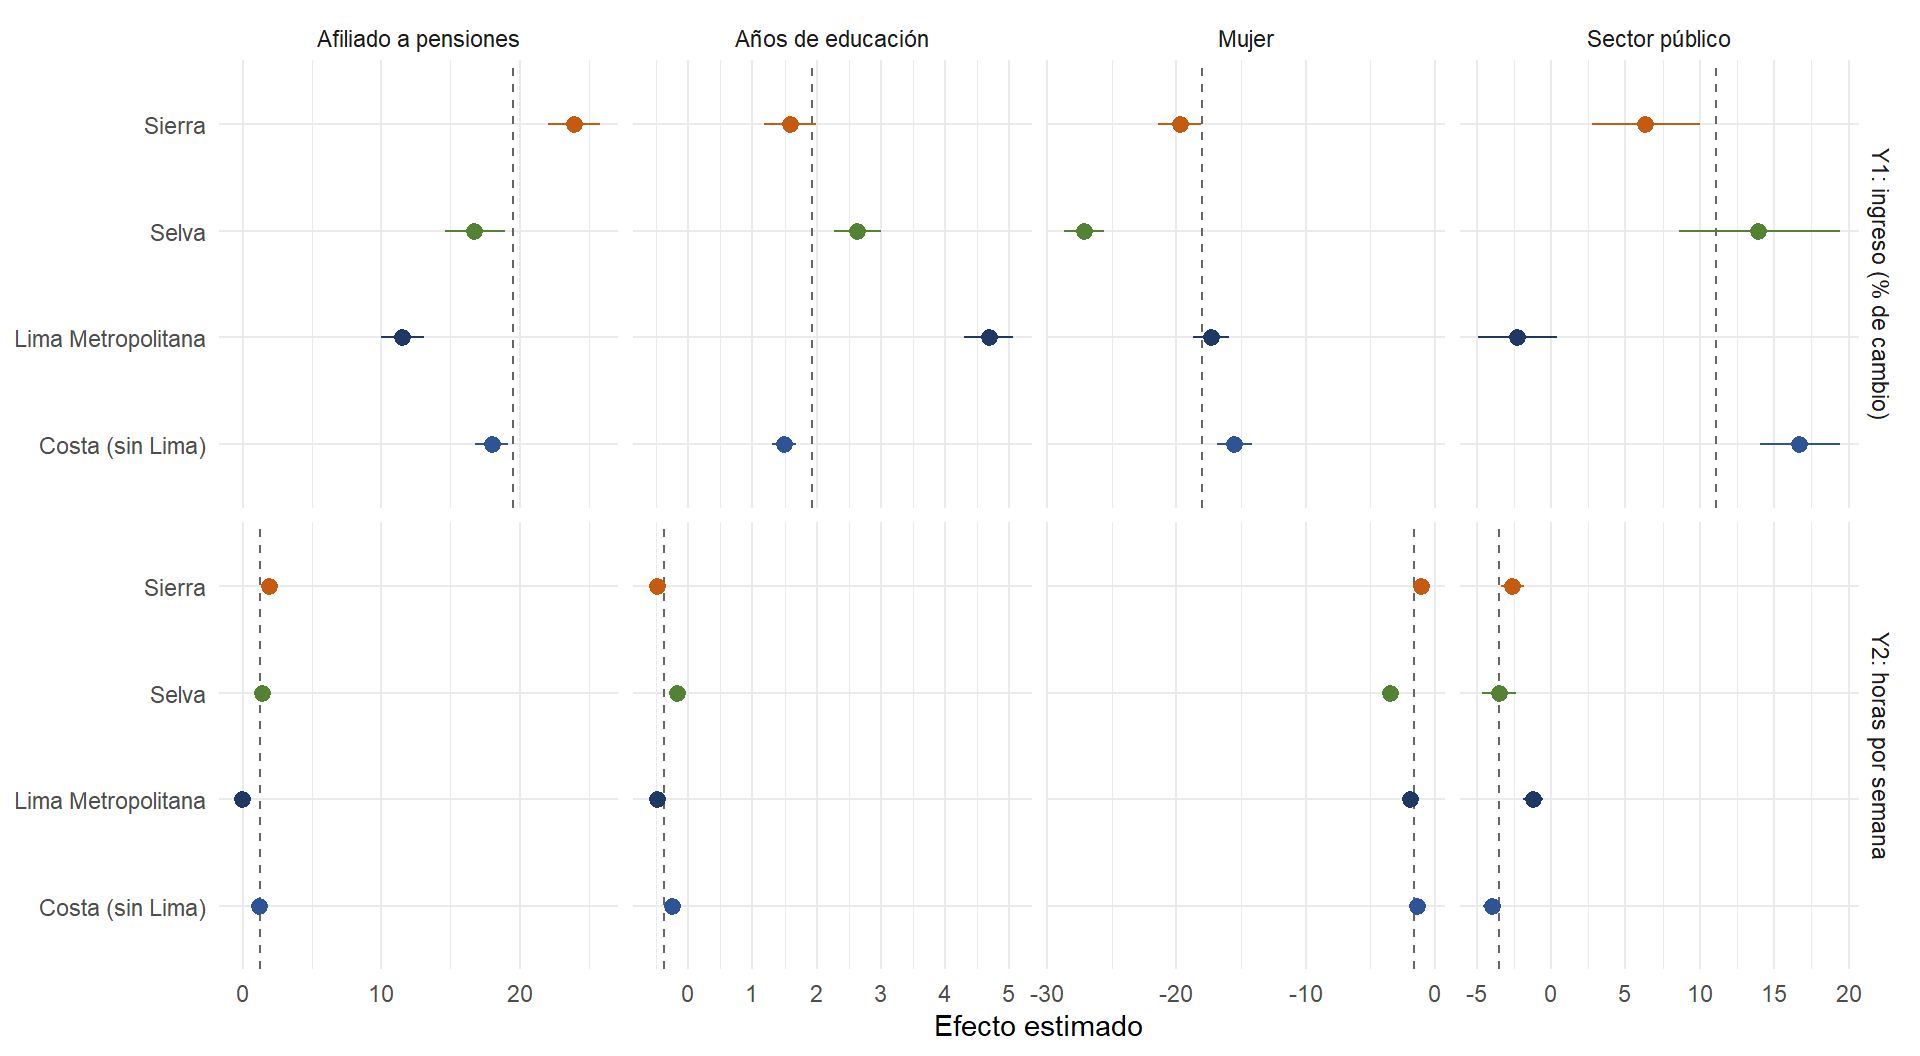 Afiliado a pensiones
Años de educación
Mujer
Sector público
Sierra
Selva
Lima Metropolitana
Costa (sin Lima)
Y1: ingreso (% de cambio)
Sierra
Selva
Lima Metropolitana
Costa (sin Lima)
Y2: horas por semana
0 10 20
0 1 2 3 4 5
-30 -20 -10 0
-5 0 5 10 15 20
Efecto estimado